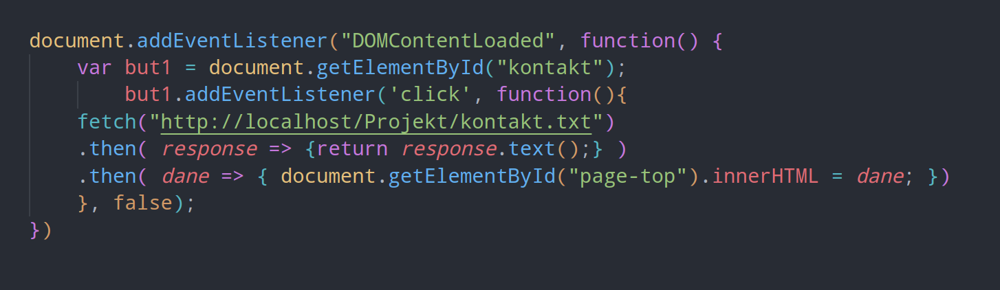 document.addEventListener("DOMContentLoaded", function() {
    var but1 = document.getElementById("kontakt");
        but1.addEventListener('click', function(){
    fetch("http://localhost/Projekt/kontakt.txt")
    .then( response => {return response.text();} )
    .then( dane => { document.getElementById("page-top").innerHTML = dane; })
    }, false);
})